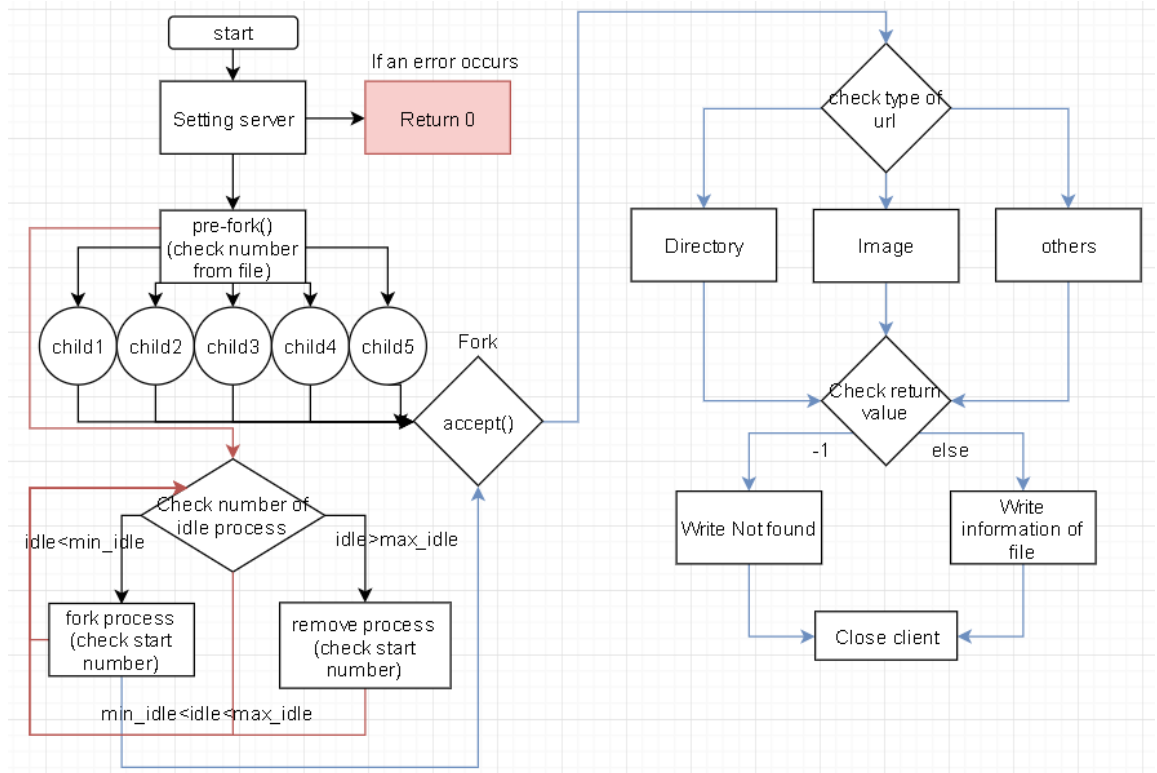 start
If an error occurs
Setting server
Return 0
pre-fork()
(check number
from file)
child1
child2
child3
child4
child5
Fork
accept()
Check number of
idle process
idle<min_idle
idle>max_idle
fork process
(check start
number)
remove process
(check start
number)
min_idle<idle<max_idle
check type of
url
Directory
Image
others
Check return
value
-1
else
Write Not found
Write
information of
file
Close client